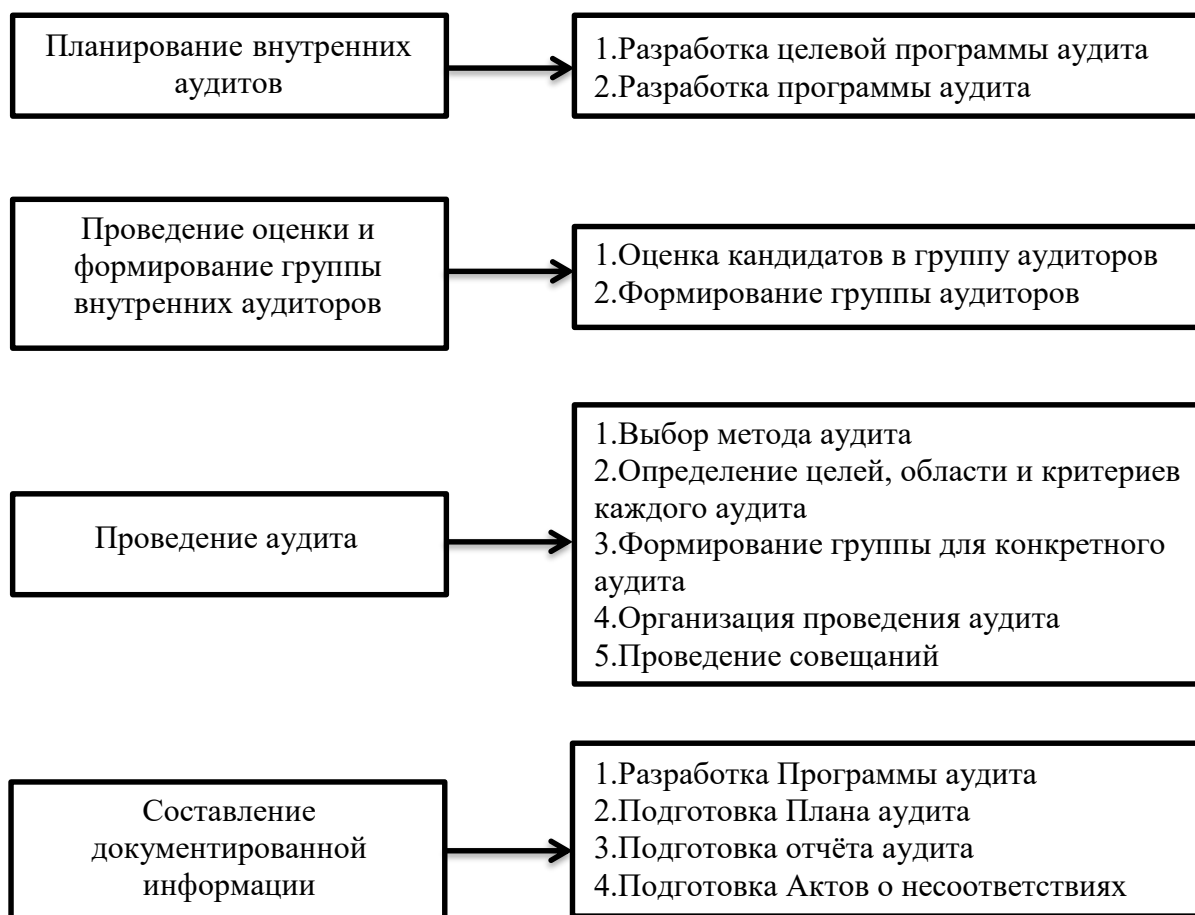 Планирование внутренних
аудитов
1.Разработка целевой программы аудита
2.Разработка программы аудита
Проведение оценки и
формирование группы
внутренних аудиторов
1.Оценка кандидатов в группу аудиторов
2.Формирование группы аудиторов
Проведение аудита
1.Выбор метода аудита
2.Определение целей, области и критериев
каждого аудита
3.Формирование группы для конкретного
аудита
4.Организация проведения аудита
5.Проведение совещаний
Составление
документированной
информации
1.Разработка Программы аудита
2.Подготовка Плана аудита
3.Подготовка отчёта аудита
4.Подготовка Актов о несоответствиях